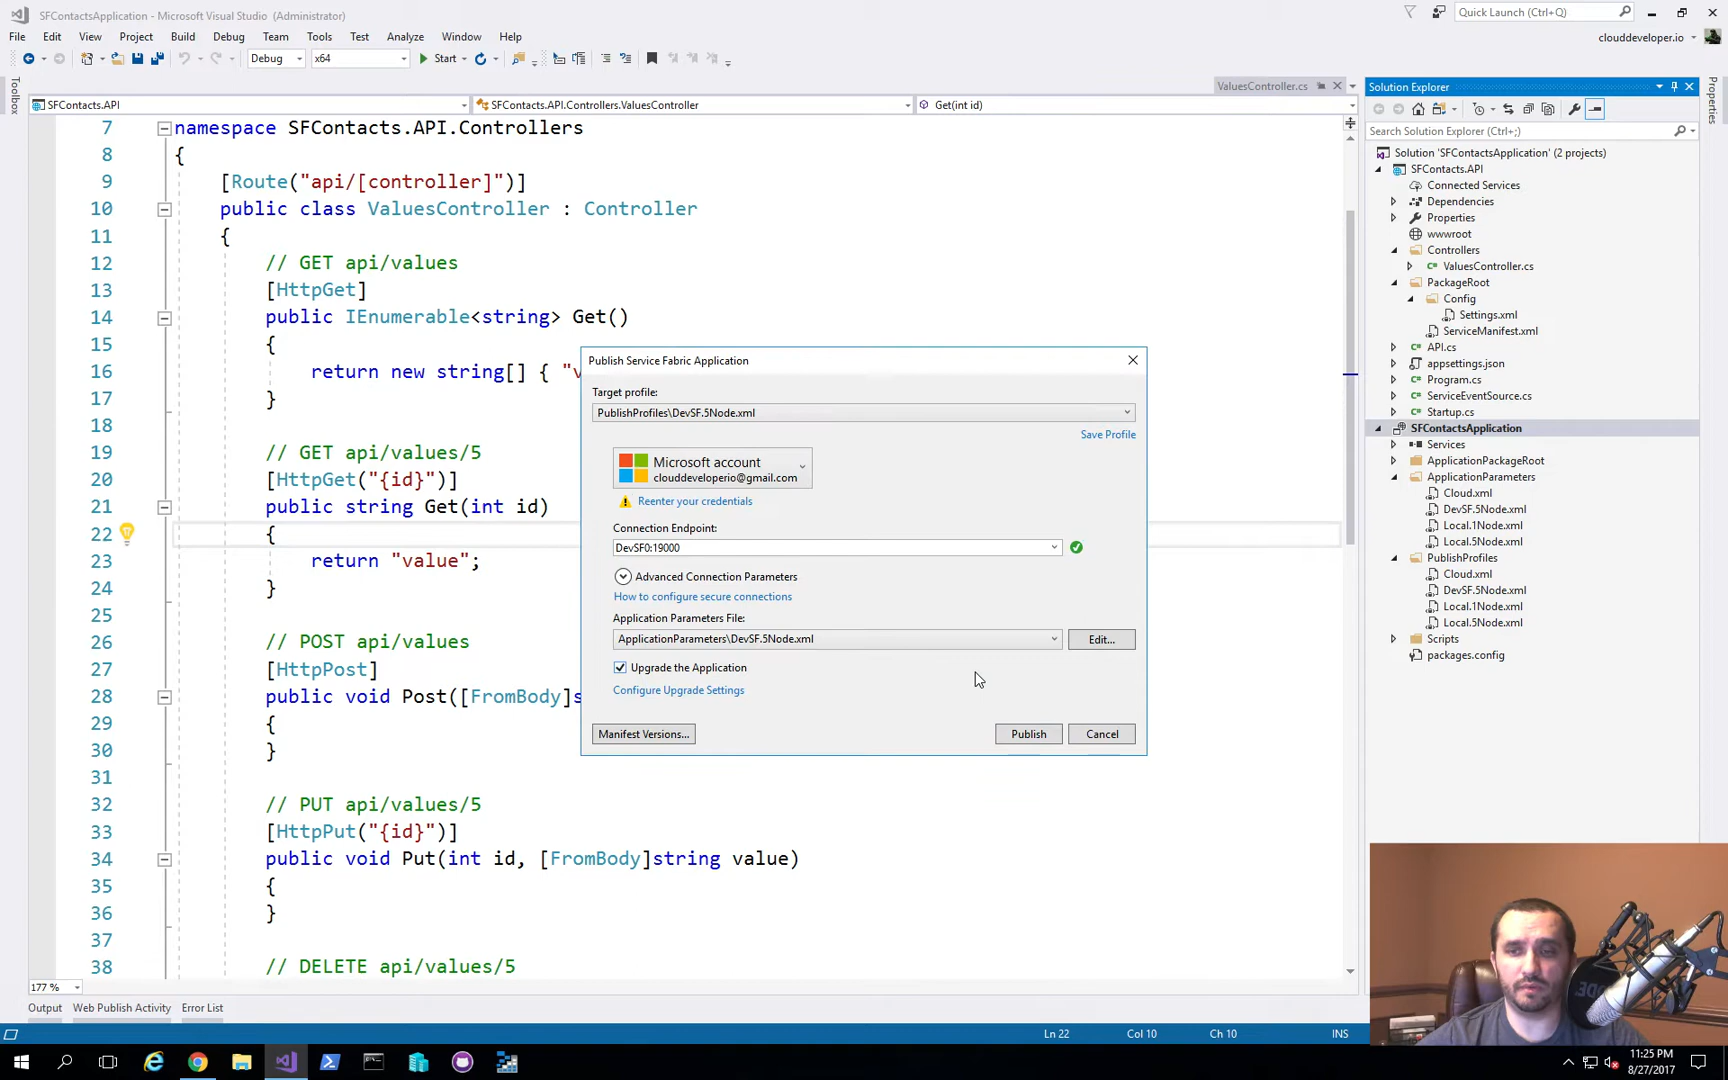 SFContactsApplication - Microsoft Visual Studio (Administrator)
Quick Launch (Ctrl+Q)
File Edit View Project Build Debug Team Tools Test Analyze Window Help
clouddeveloper.io
Debug x64 Start
Toolbox
ValuesController.cs
SFContacts.API SFContacts.API.Controllers.ValuesController Get(int id)
7 namespace SFContacts.API.Controllers
8 {
9 [Route("api/[controller]")]
10 public class ValuesController : Controller
11 {
12 // GET api/values
13 [HttpGet]
14 public IEnumerable<string> Get()
15 {
16 return new string[] { "v
17 }
18
19 // GET api/values/5
20 [HttpGet("{id}")]
21 public string Get(int id)
22 {
23 return "value";
24 }
25
26 // POST api/values
27 [HttpPost]
28 public void Post([FromBody]s
29 {
30 }
31
32 // PUT api/values/5
33 [HttpPut("{id}")]
34 public void Put(int id, [FromBody]string value)
35 {
36 }
37
38 // DELETE api/values/5
177 %
Publish Service Fabric Application
Target profile:
PublishProfiles\DevSF.5Node.xml
Save Profile
Microsoft account
clouddeveloperio@gmail.com
Reenter your credentials
Connection Endpoint:
DevSF0:19000
Advanced Connection Parameters
How to configure secure connections
Application Parameters File:
ApplicationParameters\DevSF.5Node.xml
Edit...
Upgrade the Application
Configure Upgrade Settings
Manifest Versions...
Publish
Cancel
Solution Explorer
Search Solution Explorer (Ctrl+;)
Solution 'SFContactsApplication' (2 projects)
SFContacts.API
Connected Services
Dependencies
Properties
wwwroot
Controllers
ValuesController.cs
PackageRoot
Config
Settings.xml
ServiceManifest.xml
API.cs
appsettings.json
Program.cs
ServiceEventSource.cs
Startup.cs
SFContactsApplication
Services
ApplicationPackageRoot
ApplicationParameters
Cloud.xml
DevSF.5Node.xml
Local.1Node.xml
Local.5Node.xml
PublishProfiles
Cloud.xml
DevSF.5Node.xml
Local.1Node.xml
Local.5Node.xml
Scripts
packages.config
Properties
Output Web Publish Activity Error List
Ln 22 Col 10 Ch 10 INS
11:25 PM
8/27/2017